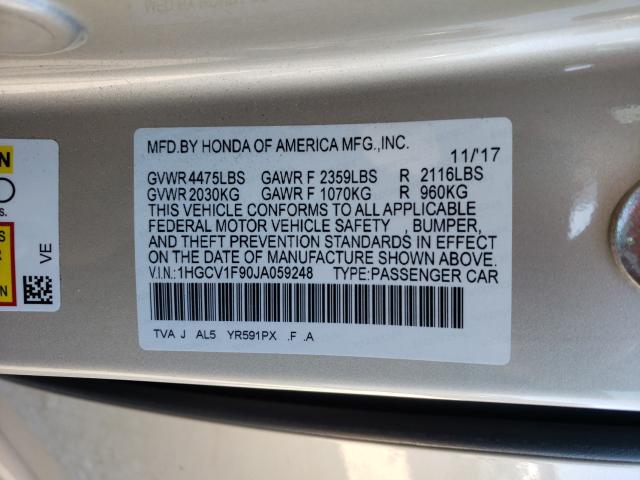 MFD.BY HONDA OF AMERICA MFG.,INC.
11/'17
GVWR 4475LBS GAWR F 2359LBS R 2116LBS
GVWR 2030KG GAWR F 1070KG R 960KG
THIS VEHICLE CONFORMS TO ALL APPLICABLE
FEDERAL MOTOR VEHICLE SAFETY , BUMPER,
AND THEFT PREVENTION STANDARDS IN EFFECT
ON THE DATE OF MANUFACTURE SHOWN ABOVE.
V.I.N.:1HGCV1F90JA059248 TYPE:PASSENGER CAR
TVA J AL5 YR591PX .F .A
VE